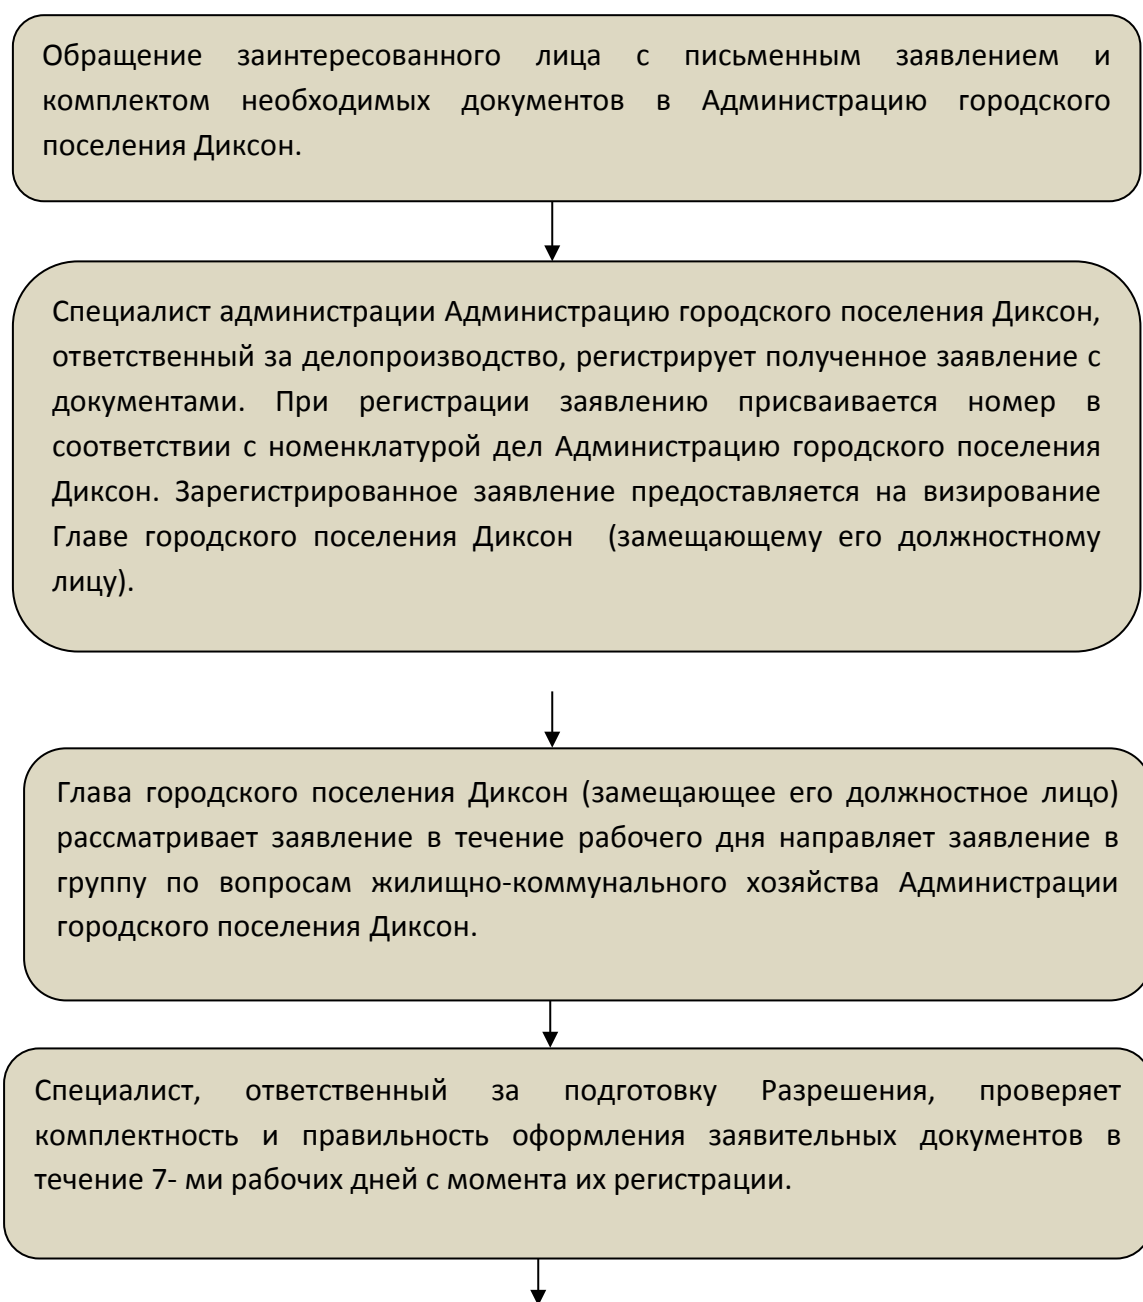 Обращение заинтересованного лица с письменным заявлением и
комплектом необходимых документов в Администрацию городского
поселения Диксон.
Специалист администрации Администрацию городского поселения Диксон,
ответственный за делопроизводство, регистрирует полученное заявление с
документами. При регистрации заявлению присваивается номер в
соответствии с номенклатурой дел Администрацию городского поселения
Диксон. Зарегистрированное заявление предоставляется на визирование
Главе городского поселения Диксон (замещающему его должностному
лицу).
Глава городского поселения Диксон (замещающее его должностное лицо)
рассматривает заявление в течение рабочего дня направляет заявление в
группу по вопросам жилищно-коммунального хозяйства Администрации
городского поселения Диксон.
Специалист, ответственный за подготовку Разрешения, проверяет
комплектность и правильность оформления заявительных документов в
течение 7- ми рабочих дней с момента их регистрации.